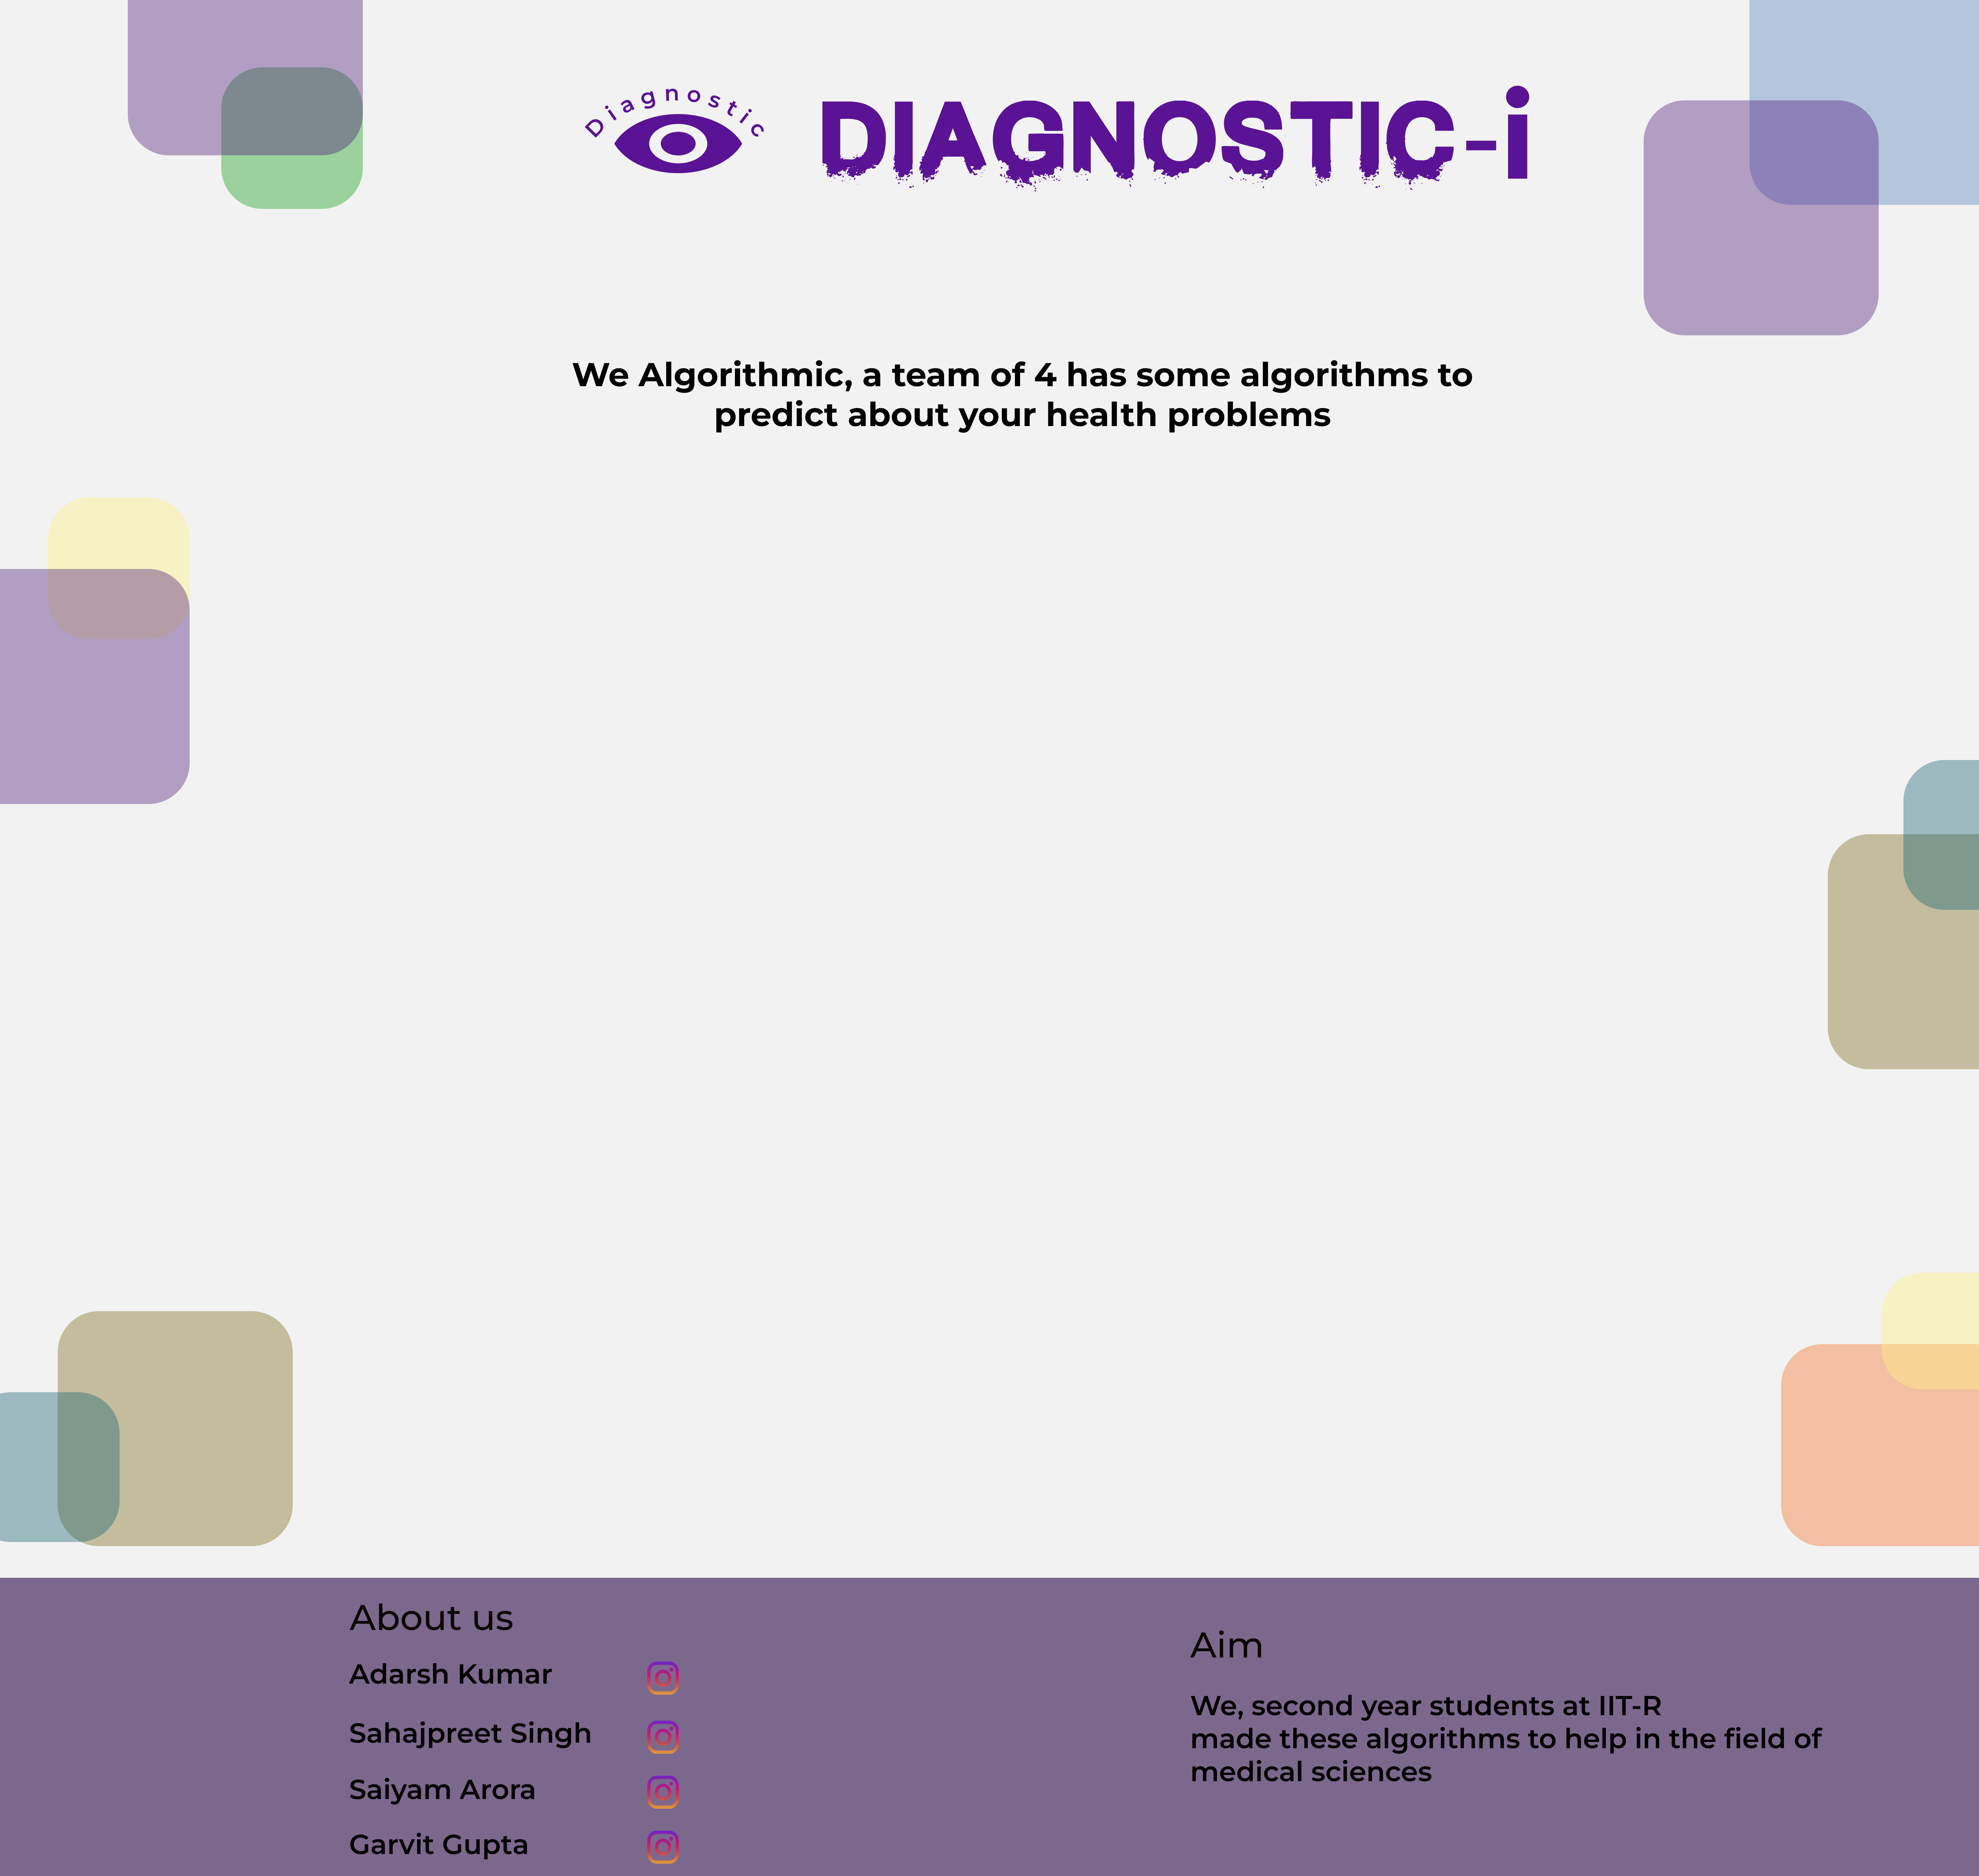 Diagnostic
DIAGNOSTIC-i
We Algorithmic, a team of 4 has some algorithms to
predict about your health problems
About us
Adarsh Kumar
Sahajpreet Singh
Saiyam Arora
Garvit Gupta
Aim
We, second year students at IIT-R
made these algorithms to help in the field of
medical sciences